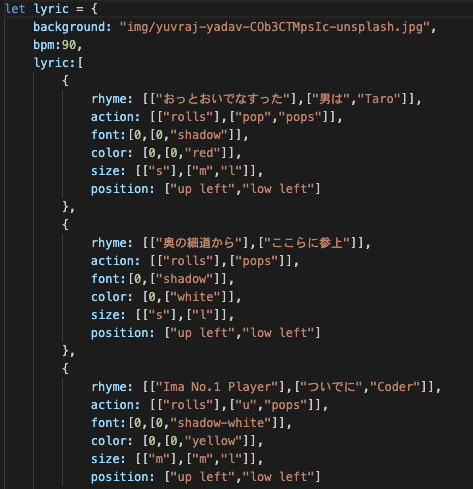 let lyric = {
background: "img/yuvraj-yadav-COb3CTMpsIc-unsplash.jpg",
bpm:90,
lyric:[
{
rhyme: [["おっとおいでなすった"],["男は","Taro"]],
action: [["rolls"],["pop","pops"]],
font:[0,[0,"shadow"]],
color: [0,[0,"red"]],
size: [["s"],["m","l"]],
position: ["up left","low left"]
},
{
rhyme: [["奥の細道から"],["ここらに参上"]],
action: [["rolls"],["pops"]],
font:[0,["shadow"]],
color: [0,["white"]],
size: [["s"],["l"]],
position: ["up left","low left"]
},
{
rhyme: [["Ima No.1 Player"],["ついでに","Coder"]],
action: [["rolls"],["u","pops"]],
font:[0,[0,"shadow-white"]],
color: [0,[0,"yellow"]],
size: [["m"],["m","l"]],
position: ["up left","low left"]